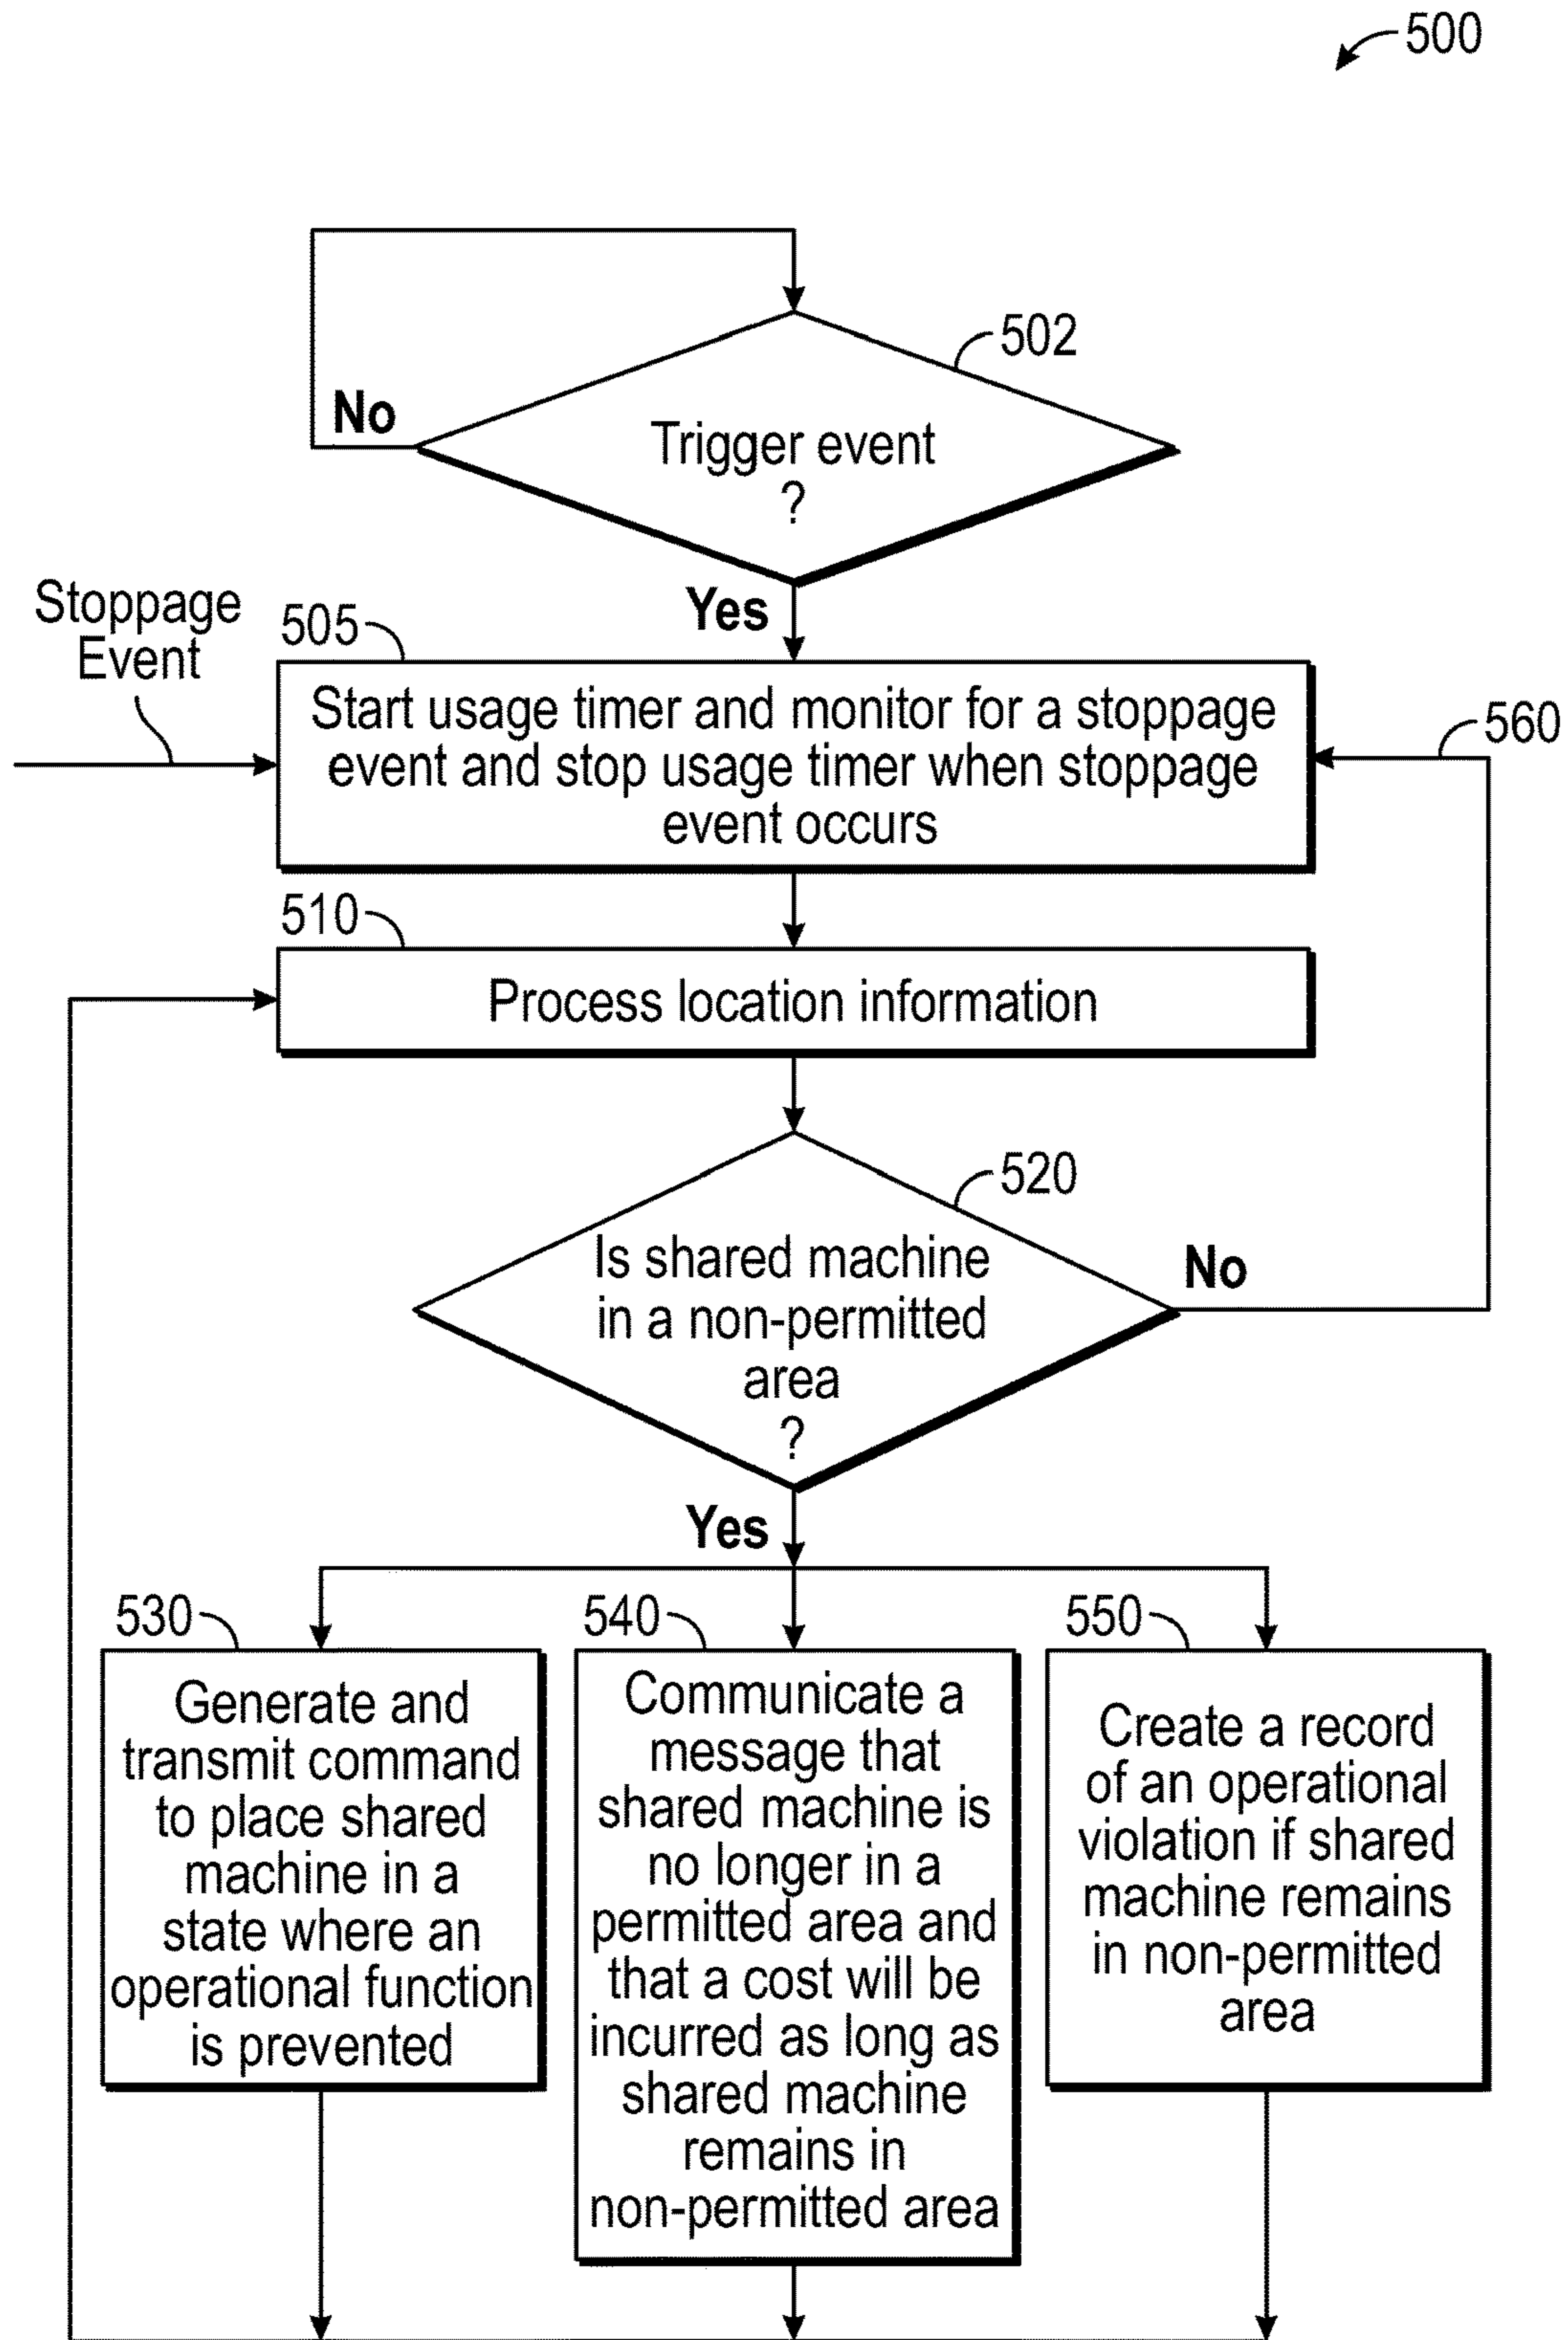 500
502
No
Trigger event
?
Yes
Stoppage
Event
505
Start usage timer and monitor for a stoppage
event and stop usage timer when stoppage
event occurs
560
510
Process location information
520
Is shared machine
in a non-permitted
area
?
No
Yes
530
Generate and
transmit command
to place shared
machine in a
state where an
operational function
is prevented
540
Communicate a
message that
shared machine is
no longer in a
permitted area and
that a cost will be
incurred as long as
shared machine
remains in
non-permitted area
550
Create a record
of an operational
violation if shared
machine remains
in non-permitted
area